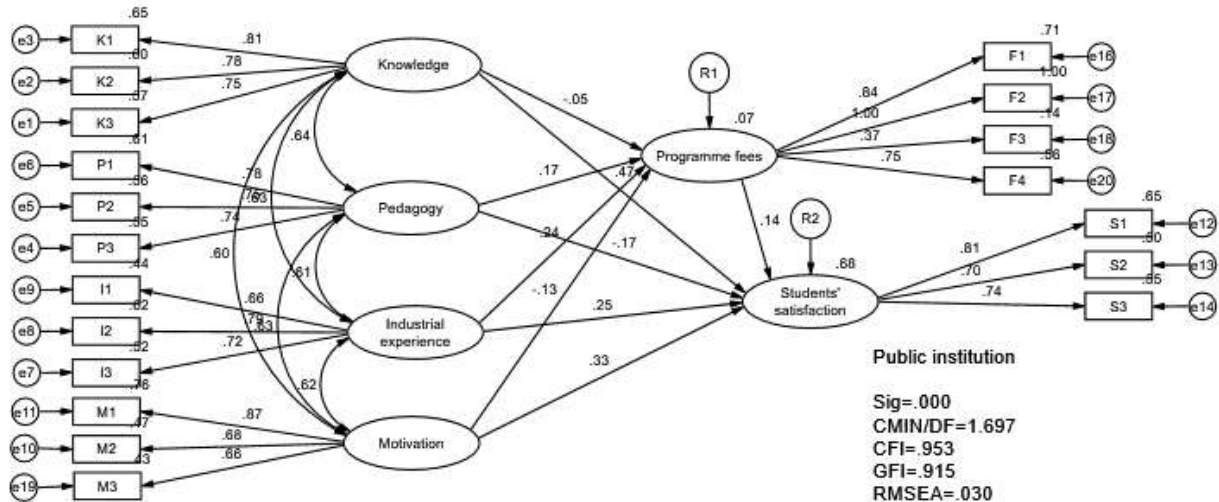 .65
e3 K1 .81
.60
e2 K2 .78
.57
e1 K3 .75
.61
e6 P1 .78
.56
e5 P2
.55
e4 P3 .74
.44
e9 I1 .66
.62
e8 I2 .79
.52
e7 I3 .72
.76
e11 M1 .87
.47
e10 M2 .68
.43
e19 M3 .66
Knowledge
Pedagogy
Industrial
experience
Motivation
.64
.63
.60
.61
.63
.62
-.05
.17
.47
.24
-.17
-.13
.25
.33
.14
R1
.07
Programme fees
R2
.68
Students'
satisfaction
.71
.84 F1 e16
1.00
1.00 F2 e17
.14
.37 F3 e18
.56
.75 F4 e20
.65
.81 S1 e12
.70 S2 e13
.55
.74 S3 e14
Public institution
Sig=.000
CMIN/DF=1.697
CFI=.953
GFI=.915
RMSEA=.030